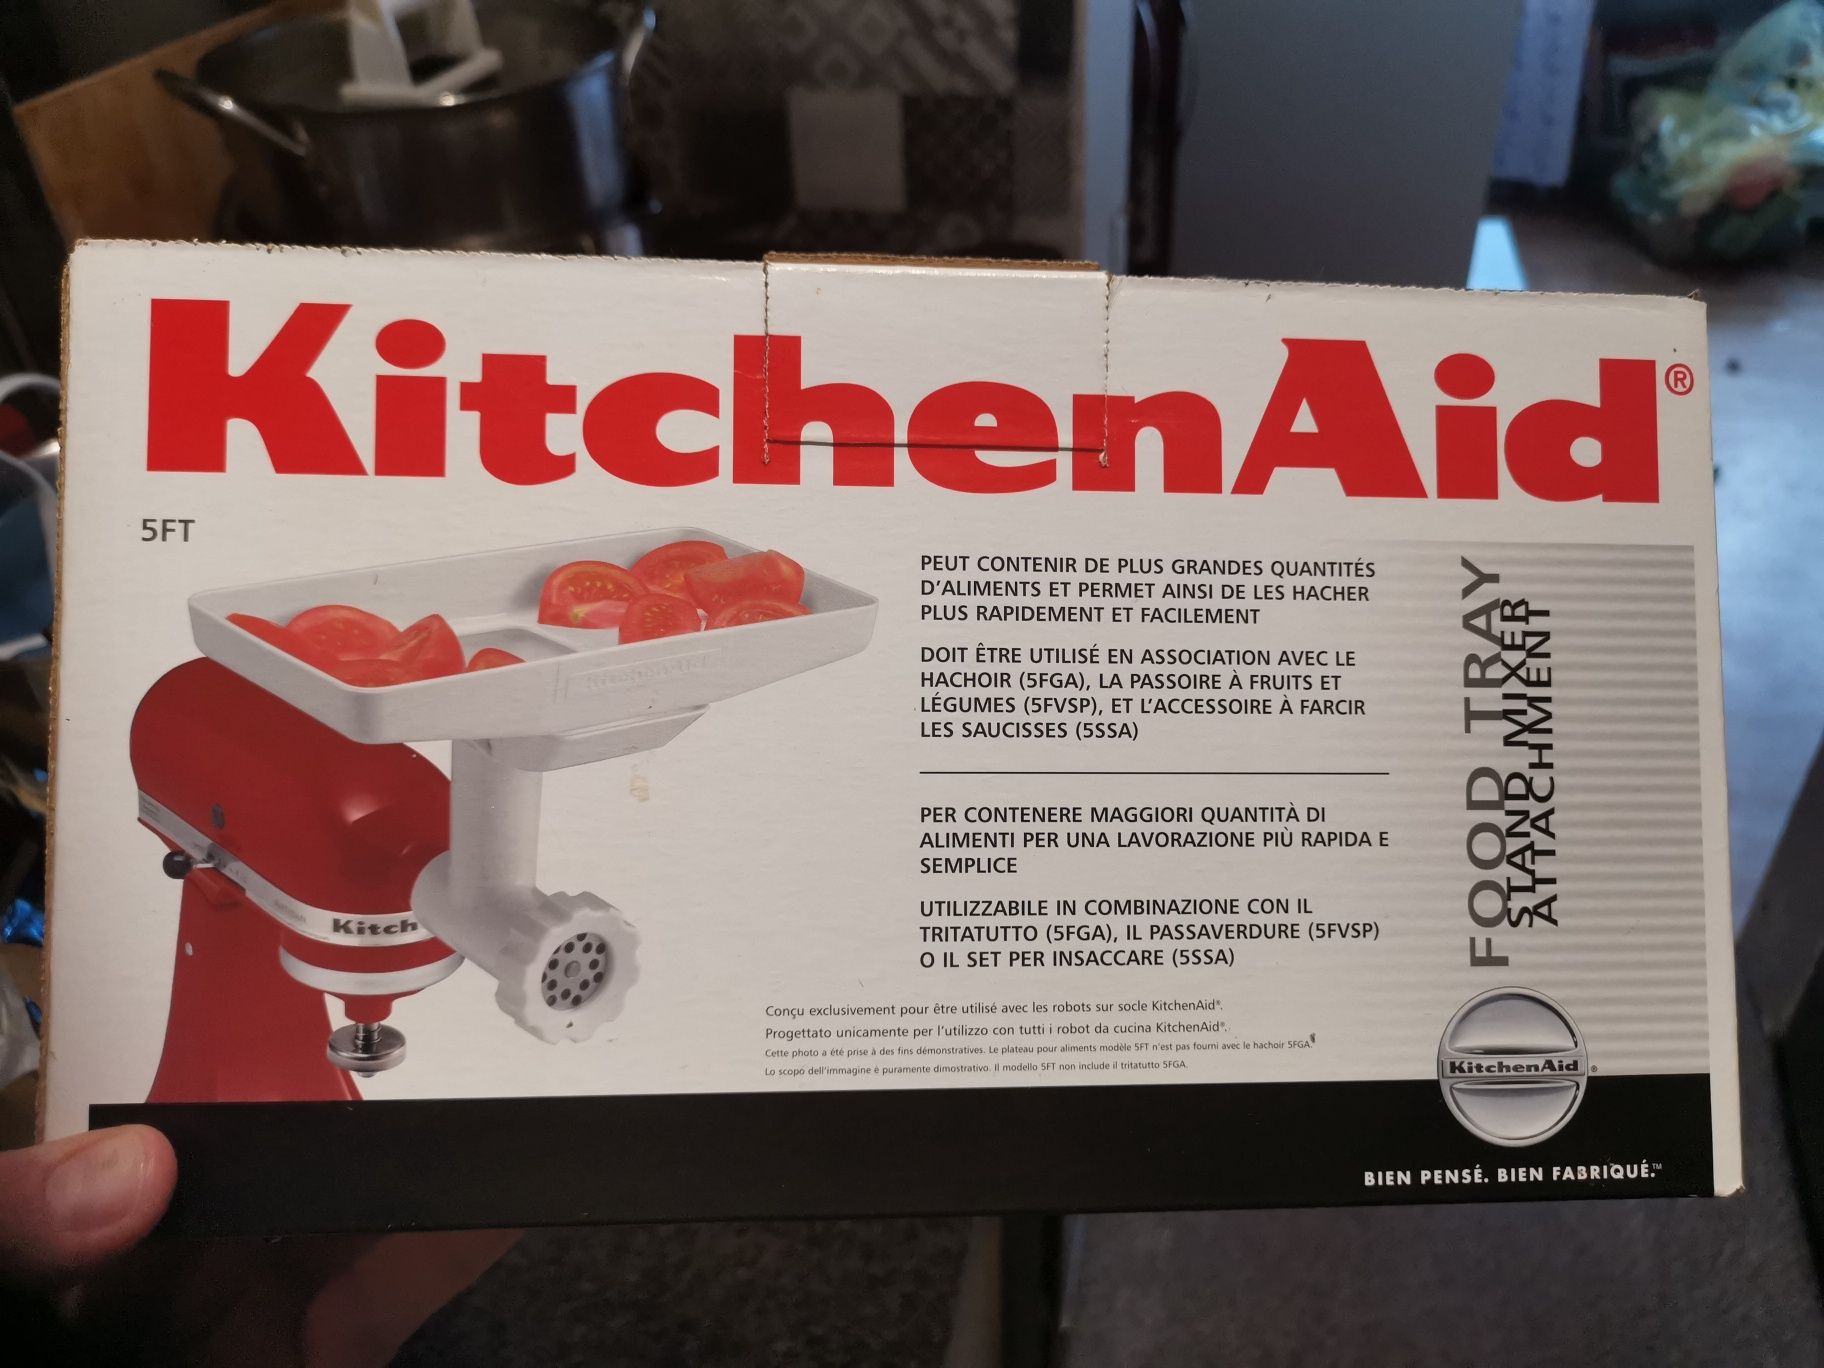 KitchenAid®
5FT
PEUT CONTENIR DE PLUS GRANDES QUANTITÉS
D'ALIMENTS ET PERMET AINSI DE LES HACHER
PLUS RAPIDEMENT ET FACILEMENT
DOIT ÊTRE UTILISÉ EN ASSOCIATION AVEC LE
HACHOIR (5FGA), LA PASSOIRE À FRUITS ET
LÉGUMES (5FVSP), ET L'ACCESSOIRE À FARCIR
LES SAUCISSES (5SSA)
PER CONTENERE MAGGIORI QUANTITÀ DI
ALIMENTI PER UNA LAVORAZIONE PIÙ RAPIDA E
SEMPLICE
UTILIZZABILE IN COMBINAZIONE CON IL
TRITATUTTO (5FGA), IL PASSAVERDURE (5FVSP)
O IL SET PER INSACCARE (5SSA)
Conçu exclusivement pour être utilisé avec les robots sur socle KitchenAid®.
Progettato unicamente per l'utilizzo con tutti i robot da cucina KitchenAid®.
Cette photo a été prise à des fins démonstratives. Le plateau pour aliments modèle 5FT n'est pas fourni avec le hachoir 5FGA.
Lo scopo dell'immagine è puramente dimostrativo. Il modello 5FT non include il tritatutto 5FGA.
FOOD TRAY
STAND MIXER
ATTACHMENT
KitchenAid
Kitch
KitchenAid®
BIEN PENSÉ. BIEN FABRIQUÉ.™